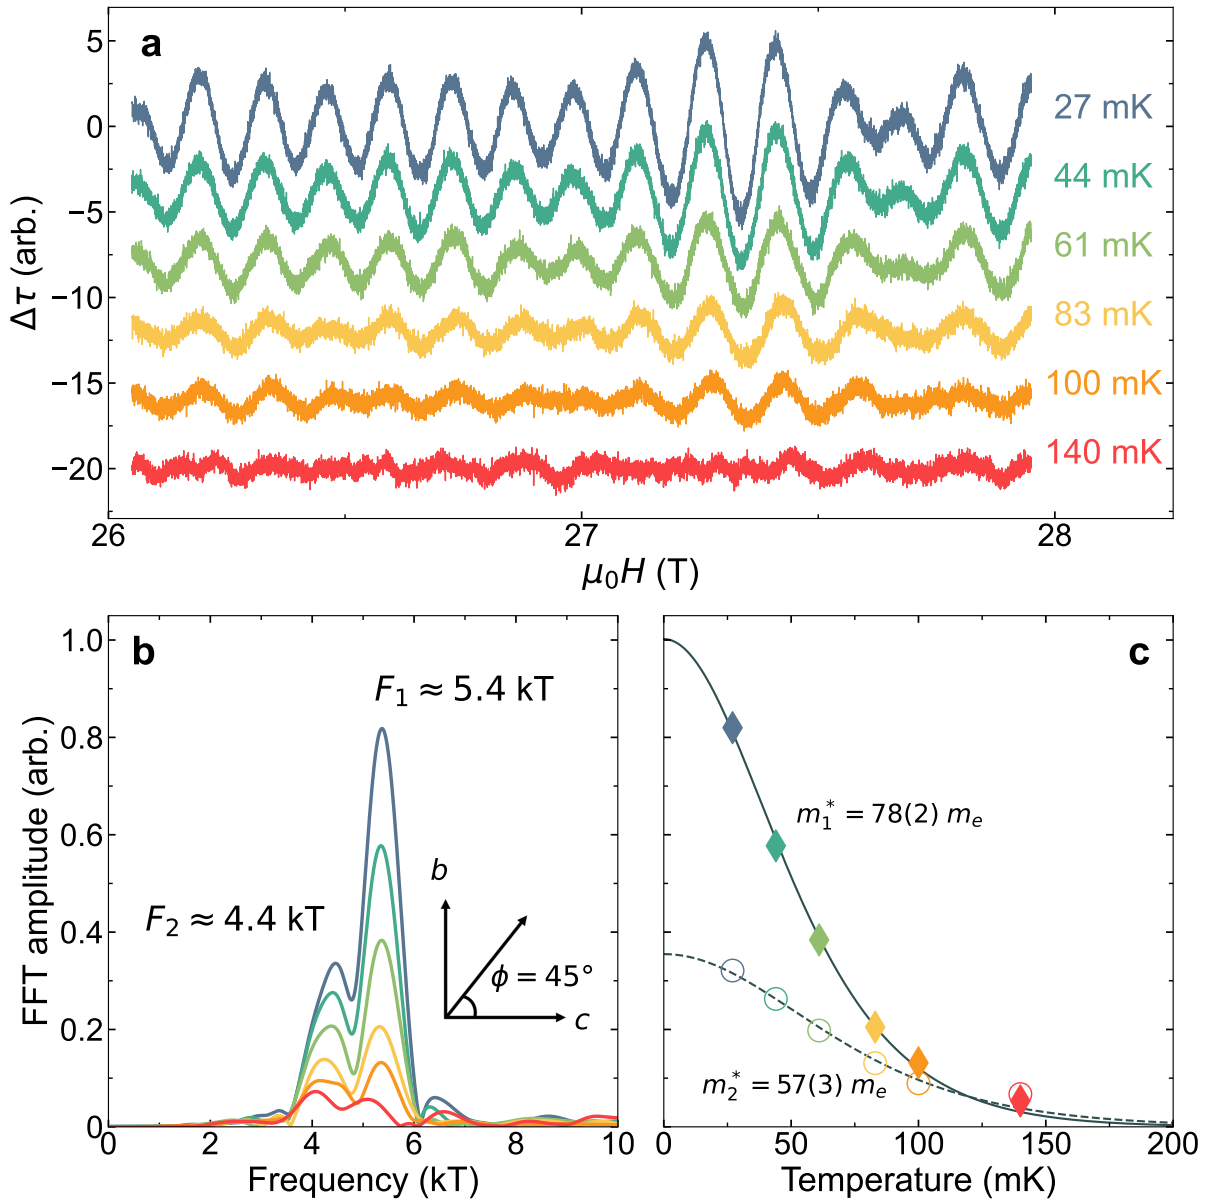 a
5
0
−5
−10
−15
−20
Δτ (arb.)
27 mK
44 mK
61 mK
83 mK
100 mK
140 mK
26
27
28
μ₀H (T)
b
1.0
0.8
0.6
0.4
0.2
0
FFT amplitude (arb.)
F₁ ≈ 5.4 kT
F₂ ≈ 4.4 kT
b
ϕ = 45°
c
0
2
4
6
8
10
Frequency (kT)
c
m₁* = 78(2) mₑ
m₂* = 57(3) mₑ
0
50
100
150
200
Temperature (mK)